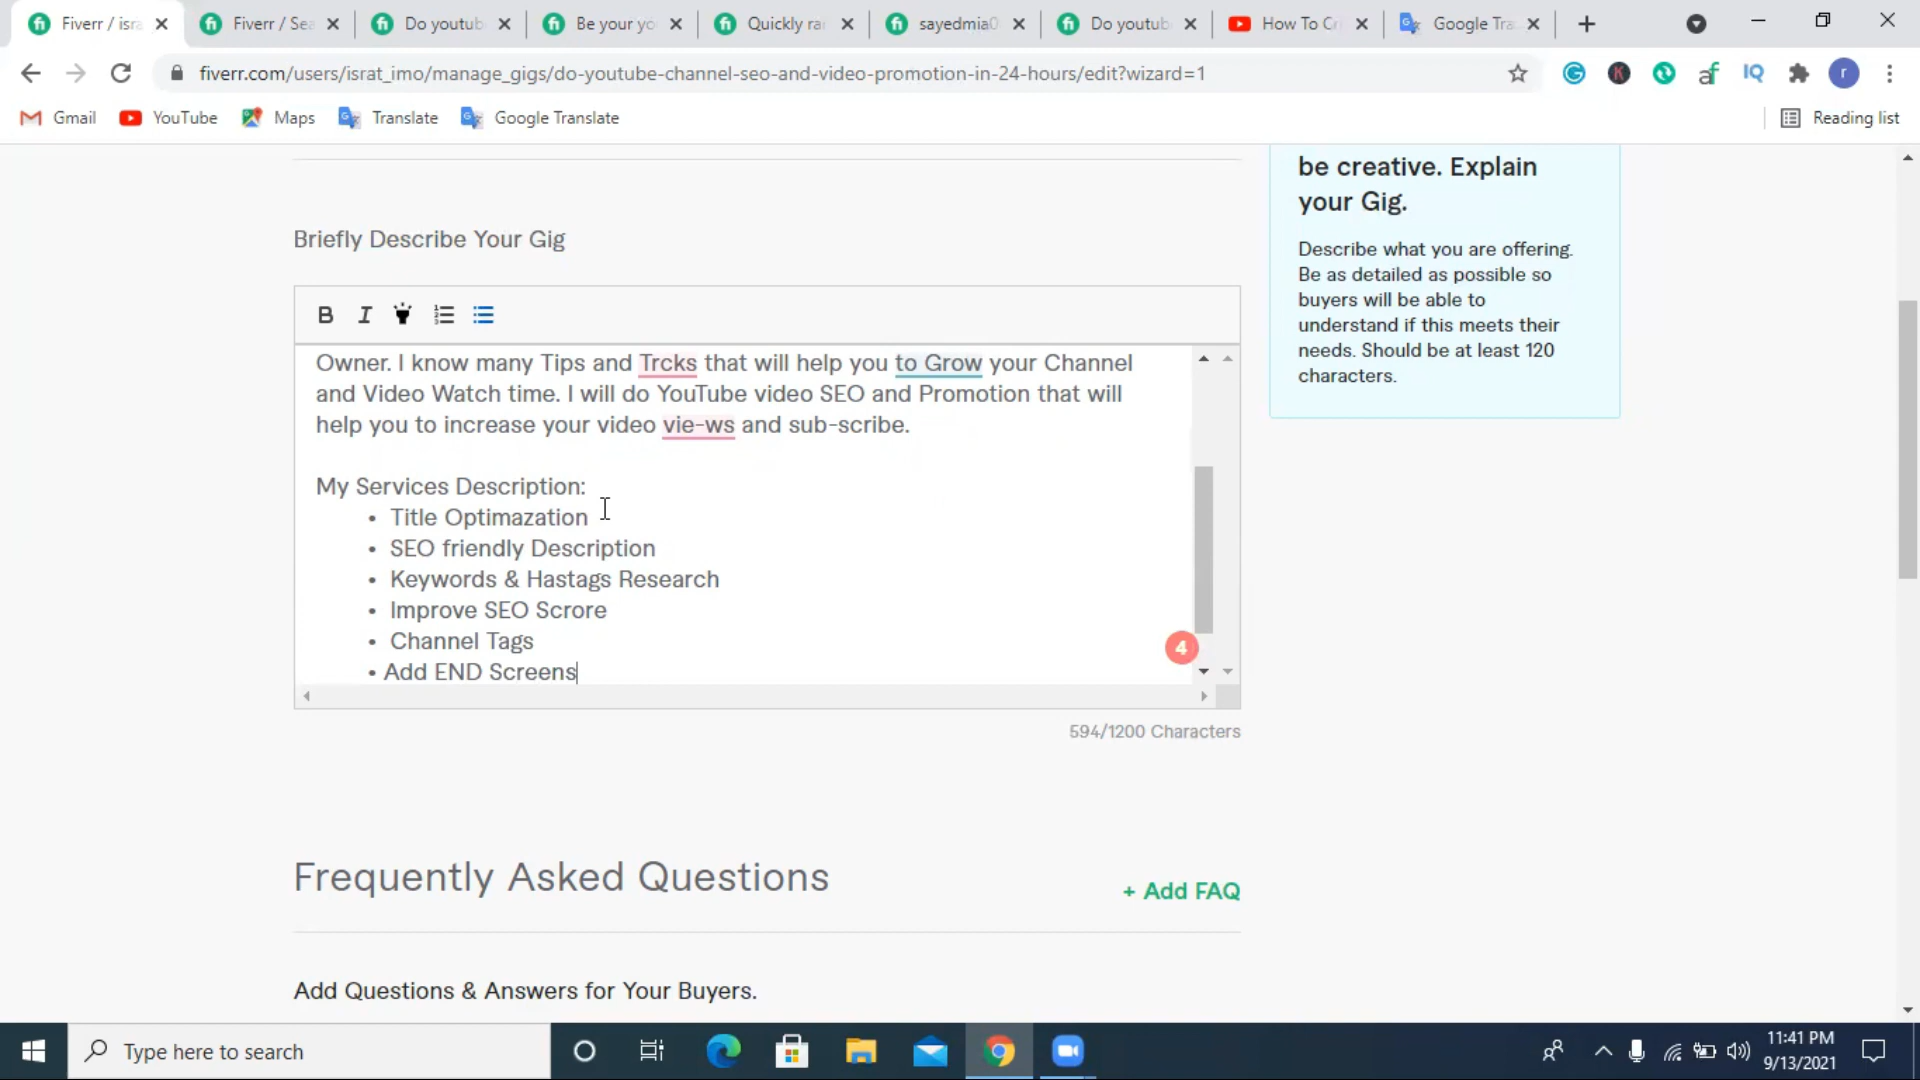 Fiverr / isra
Fiverr / Sea
Do youtub
Be your yo
Quickly ra
sayedmia0
Do youtub
How To Cr
Google Tra
fiverr.com/users/israt_imo/manage_gigs/do-youtube-channel-seo-and-video-promotion-in-24-hours/edit?wizard=1
Gmail
YouTube
Maps
Translate
Google Translate
Reading list
be creative. Explain
your Gig.
Describe what you are offering.
Be as detailed as possible so
buyers will be able to
understand if this meets their
needs. Should be at least 120
characters.
Briefly Describe Your Gig
B I
Owner. I know many Tips and Trcks that will help you to Grow your Channel
and Video Watch time. I will do YouTube video SEO and Promotion that will
help you to increase your video vie-ws and sub-scribe.
My Services Description:
• Title Optimazation
• SEO friendly Description
• Keywords & Hastags Research
• Improve SEO Scrore
• Channel Tags
• Add END Screens
4
594/1200 Characters
Frequently Asked Questions
+ Add FAQ
Add Questions & Answers for Your Buyers.
Type here to search
11:41 PM
9/13/2021